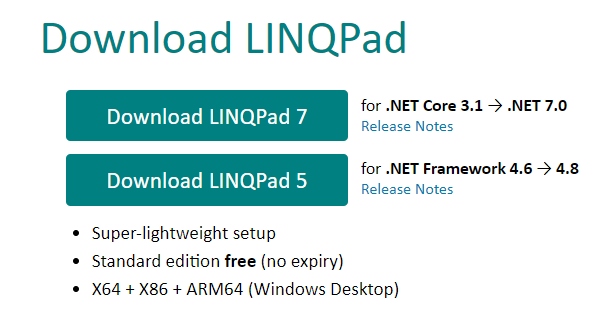 Download LINQPad
Download LINQPad 7
for .NET Core 3.1 → .NET 7.0
Release Notes
Download LINQPad 5
for .NET Framework 4.6 → 4.8
Release Notes
• Super-lightweight setup
• Standard edition free (no expiry)
• X64 + X86 + ARM64 (Windows Desktop)